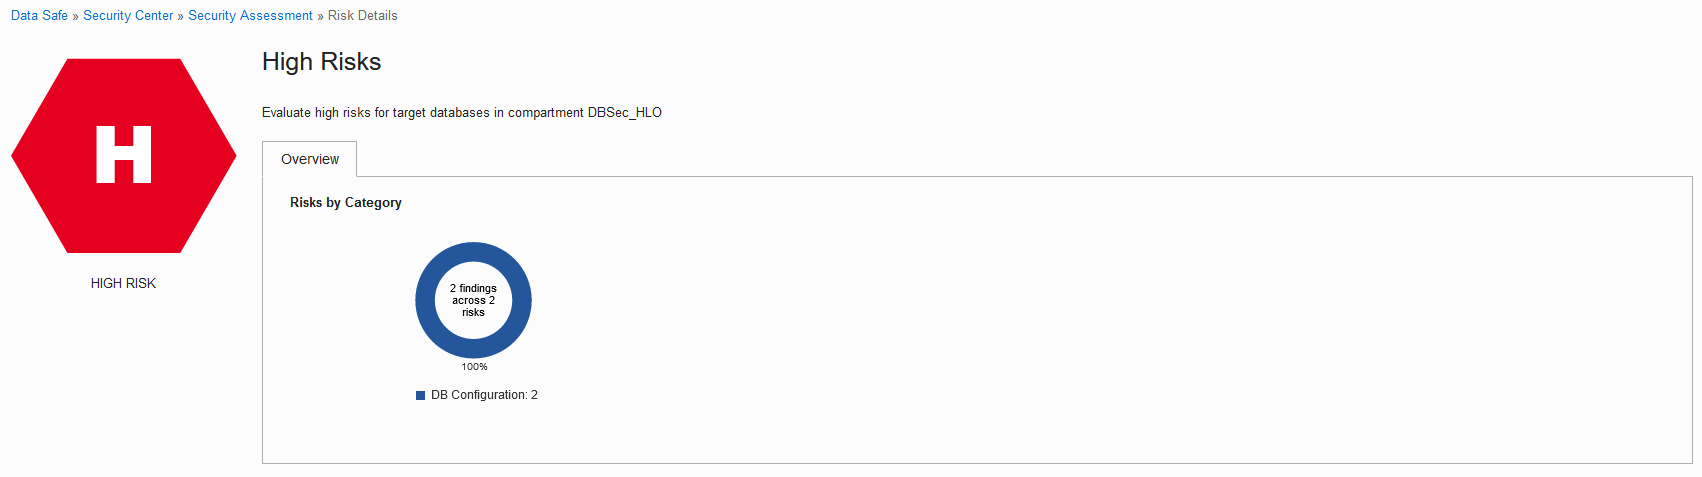 Data Safe » Security Center » Security Assessment » Risk Details
H
HIGH RISK
High Risks
Evaluate high risks for target databases in compartment DBSec_HLO
Overview
Risks by Category
2 findings
across 2
risks
100%
DB Configuration: 2